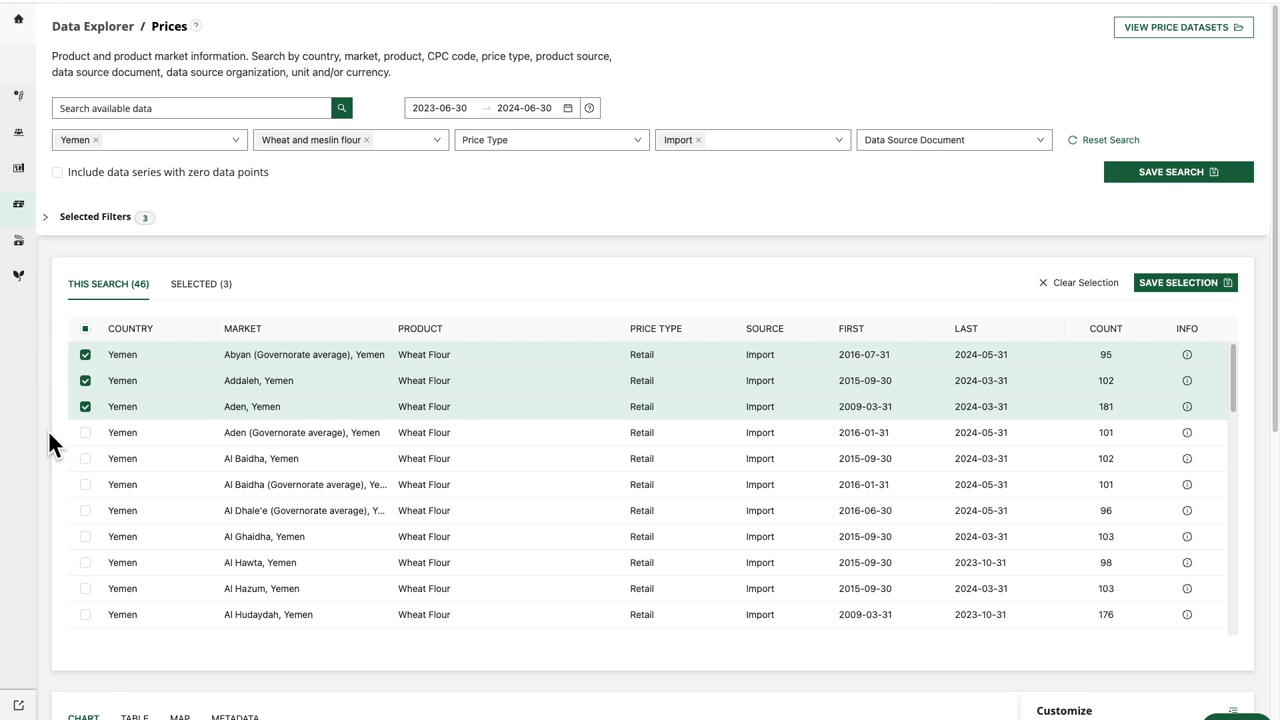 Data Explorer / Prices ?
VIEW PRICE DATASETS
Product and product market information. Search by country, market, product, CPC code, price type, product source,
data source document, data source organization, unit and/or currency.
Search available data
2023-06-30 → 2024-06-30 ?
Yemen × Wheat and meslin flour × Price Type Import × Data Source Document Reset Search
Include data series with zero data points
SAVE SEARCH
Selected Filters 3
THIS SEARCH (46) SELECTED (3) Clear Selection SAVE SELECTION
COUNTRY MARKET PRODUCT PRICE TYPE SOURCE FIRST LAST COUNT INFO
Yemen Abyan (Governorate average), Yemen Wheat Flour Retail Import 2016-07-31 2024-05-31 95
Yemen Addaleh, Yemen Wheat Flour Retail Import 2015-09-30 2024-03-31 102
Yemen Aden, Yemen Wheat Flour Retail Import 2009-03-31 2024-03-31 181
Yemen Aden (Governorate average), Yemen Wheat Flour Retail Import 2016-01-31 2024-05-31 101
Yemen Al Baidha, Yemen Wheat Flour Retail Import 2015-09-30 2024-03-31 102
Yemen Al Baidha (Governorate average), Ye... Wheat Flour Retail Import 2016-01-31 2024-05-31 101
Yemen Al Dhale'e (Governorate average), Y... Wheat Flour Retail Import 2016-06-30 2024-05-31 96
Yemen Al Ghaidha, Yemen Wheat Flour Retail Import 2015-09-30 2024-03-31 103
Yemen Al Hawta, Yemen Wheat Flour Retail Import 2015-09-30 2023-10-31 98
Yemen Al Hazum, Yemen Wheat Flour Retail Import 2015-09-30 2024-03-31 103
Yemen Al Hudaydah, Yemen Wheat Flour Retail Import 2009-03-31 2023-10-31 176
CHART TABLE MAP METADATA Customize